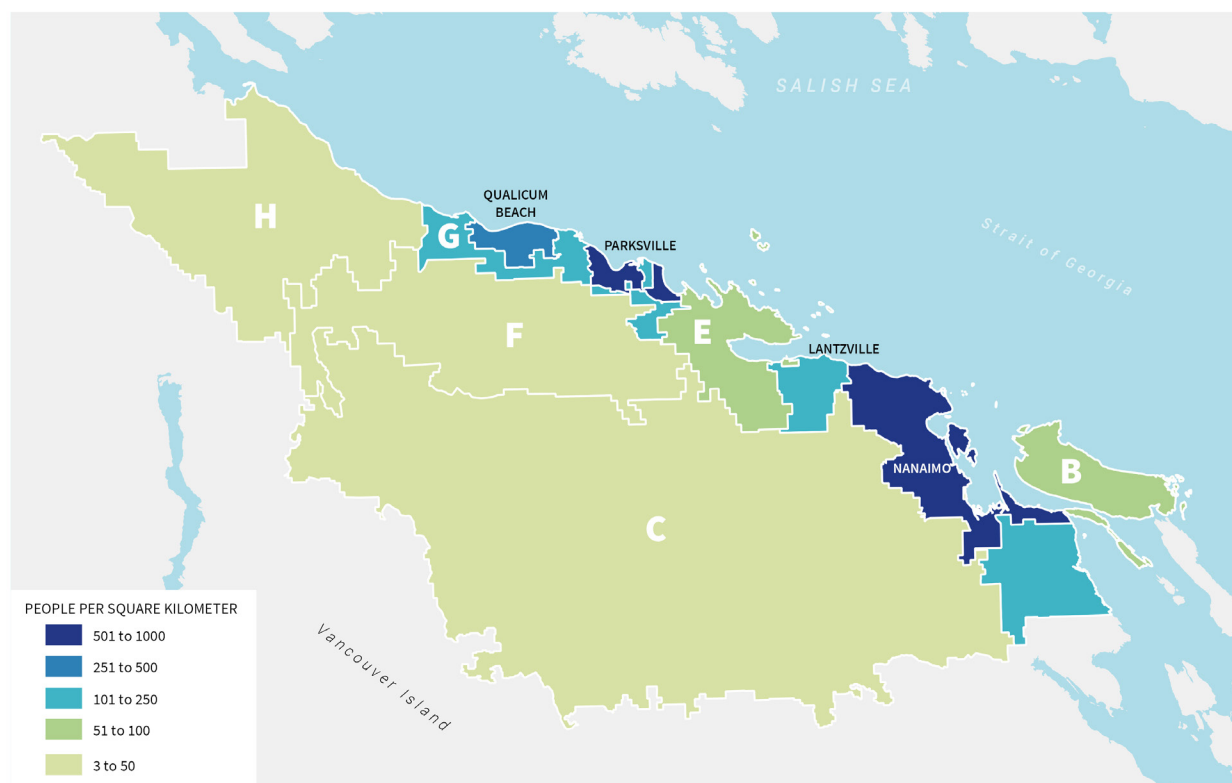 SALISH SEA
QUALICUM
BEACH
H
G
PARKSVILLE
Strait of Georgia
F
E
LANTZVILLE
NANAIMO
B
C
PEOPLE PER SQUARE KILOMETER
501 to 1000
251 to 500
101 to 250
51 to 100
3 to 50
Vancouver Island